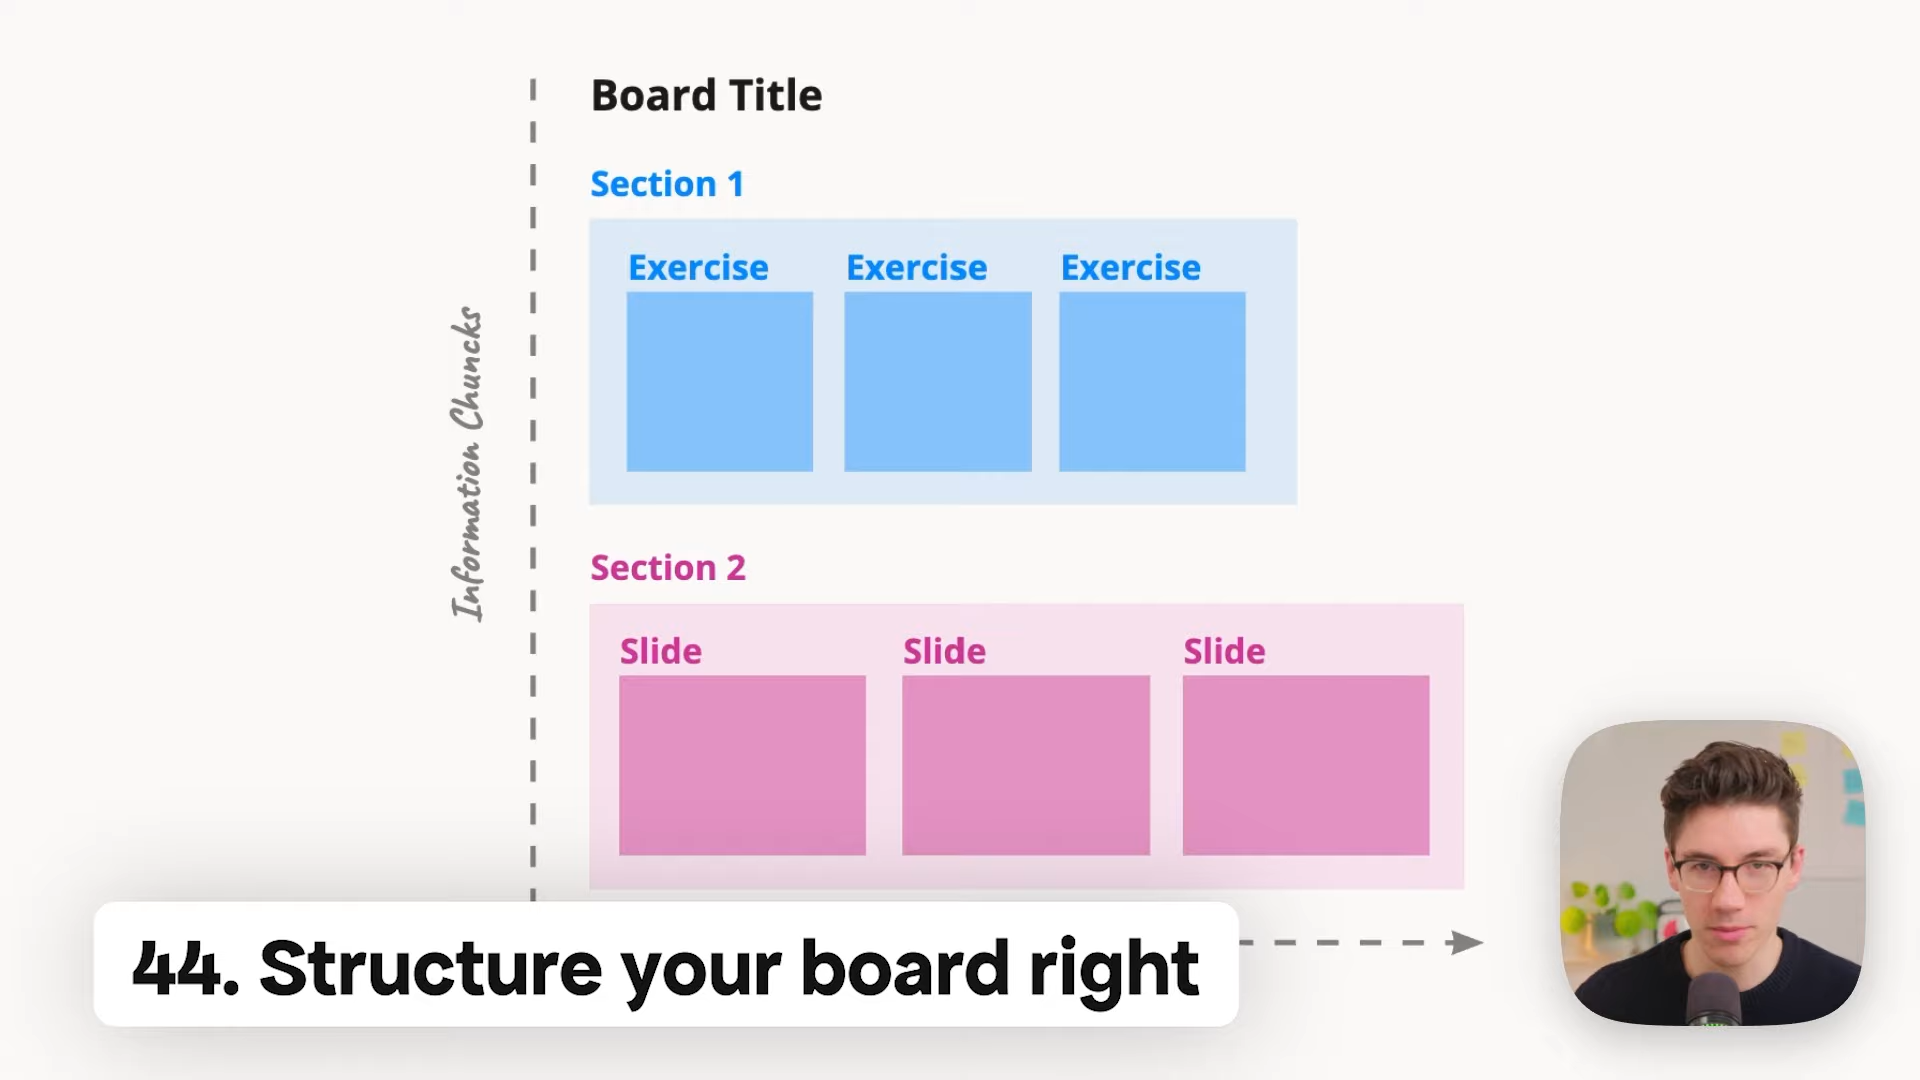 Board Title
Section 1
Exercise Exercise Exercise
Information Chuncks
Section 2
Slide Slide Slide
44. Structure your board right